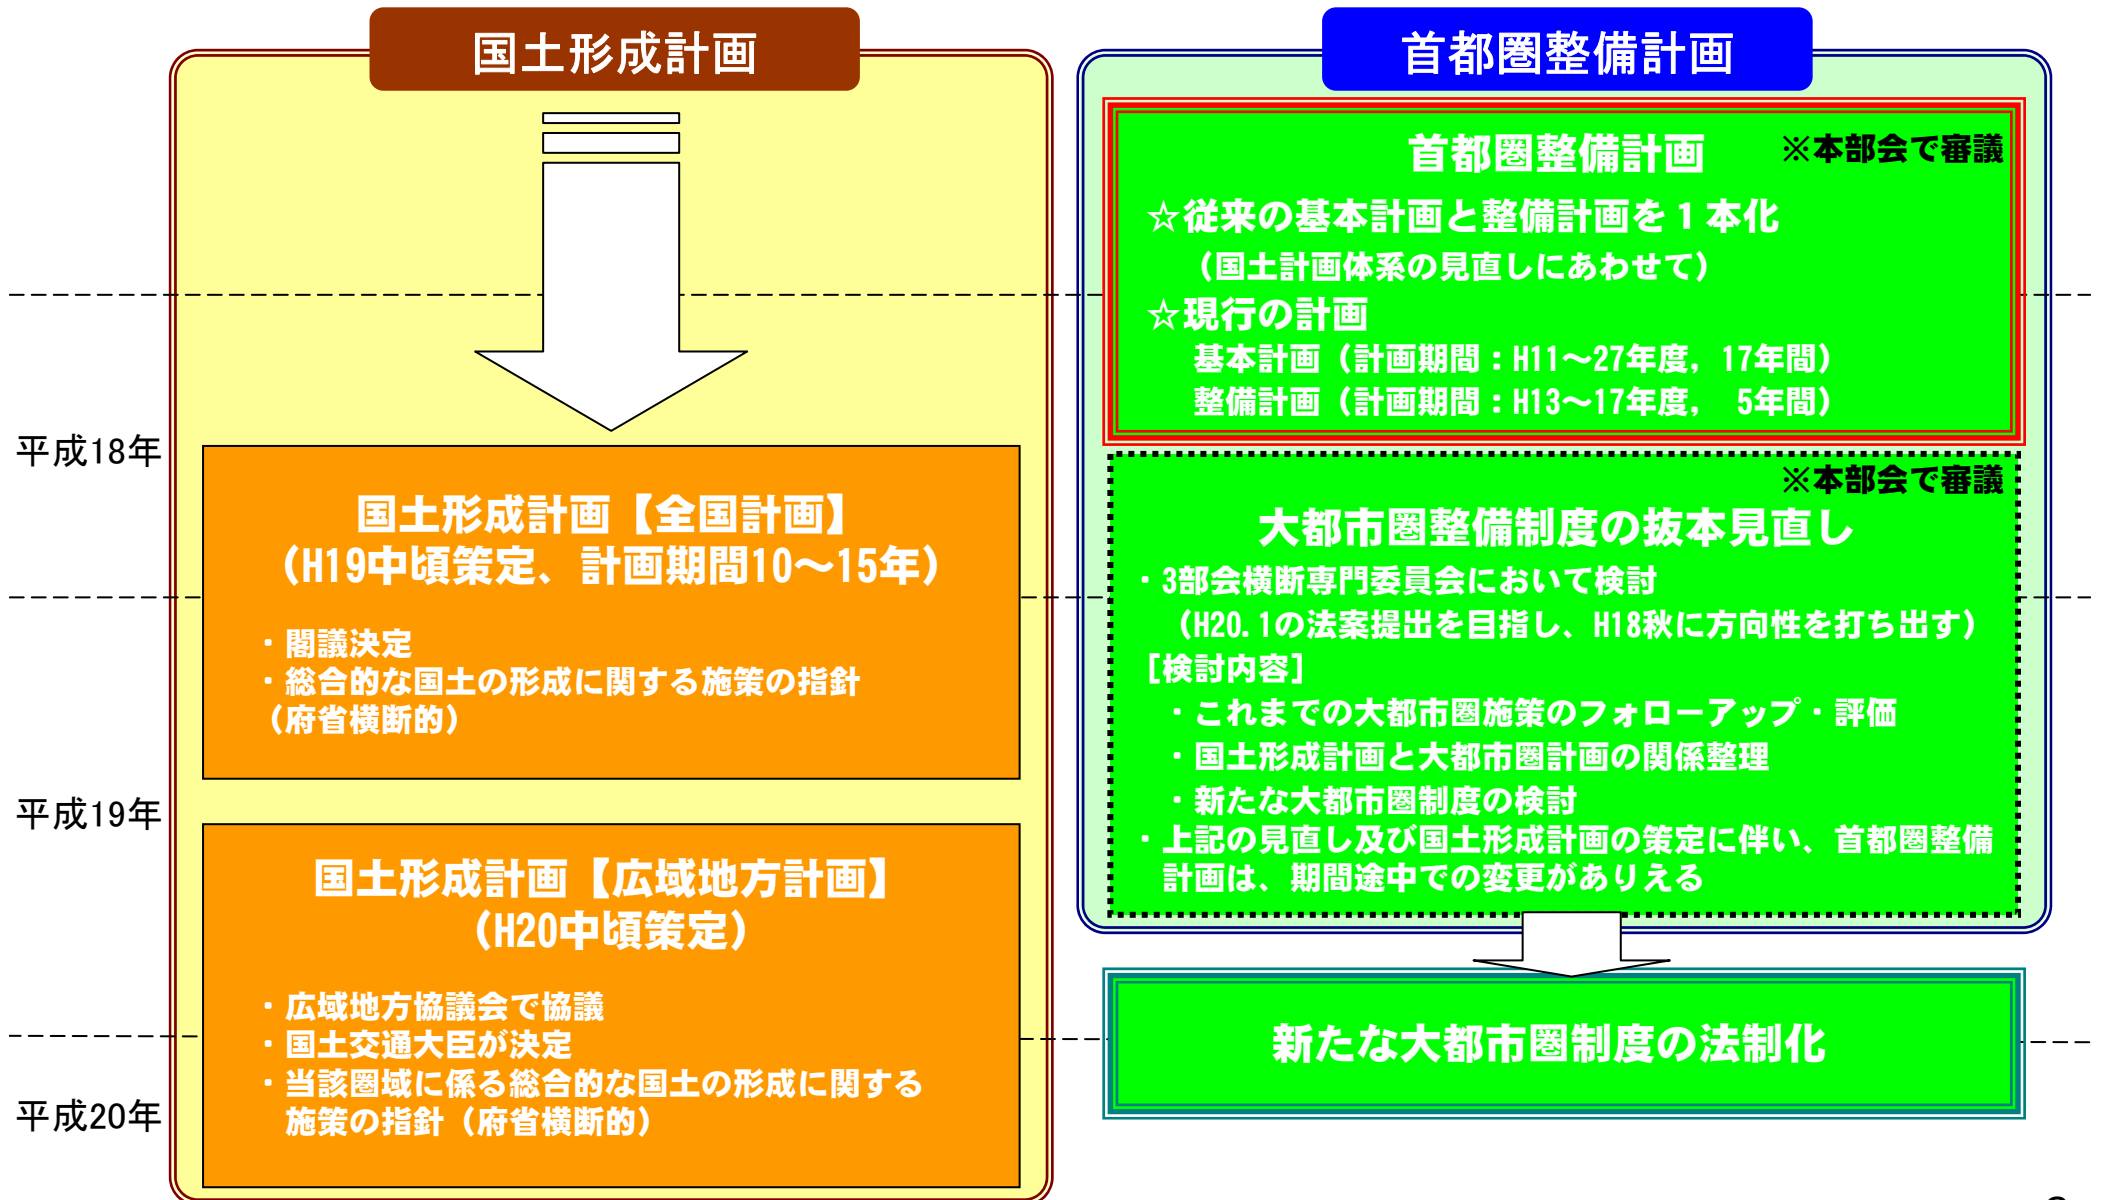 国土形成計画
平成18年
平成19年
平成20年
国土形成計画【全国計画】
（H19中頃策定、計画期間10～15年）
・閣議決定
・総合的な国土の形成に関する施策の指針
（府省横断的）
国土形成計画【広域地方計画】
（H20中頃策定）
・広域地方協議会で協議
・国土交通大臣が決定
・当該圏域に係る総合的な国土の形成に関する
施策の指針（府省横断的）
首都圏整備計画
首都圏整備計画 ※本部会で審議
☆従来の基本計画と整備計画を１本化
（国土計画体系の見直しにあわせて）
☆現行の計画
基本計画（計画期間：H11～27年度，17年間）
整備計画（計画期間：H13～17年度， 5年間）
※本部会で審議
大都市圏整備制度の抜本見直し
・3部会横断専門委員会において検討
（H20.1の法案提出を目指し、H18秋に方向性を打ち出す）
［検討内容］
・これまでの大都市圏施策のフォローアップ・評価
・国土形成計画と大都市圏計画の関係整理
・新たな大都市圏制度の検討
・上記の見直し及び国土形成計画の策定に伴い、首都圏整備
計画は、期間途中での変更がありえる
新たな大都市圏制度の法制化